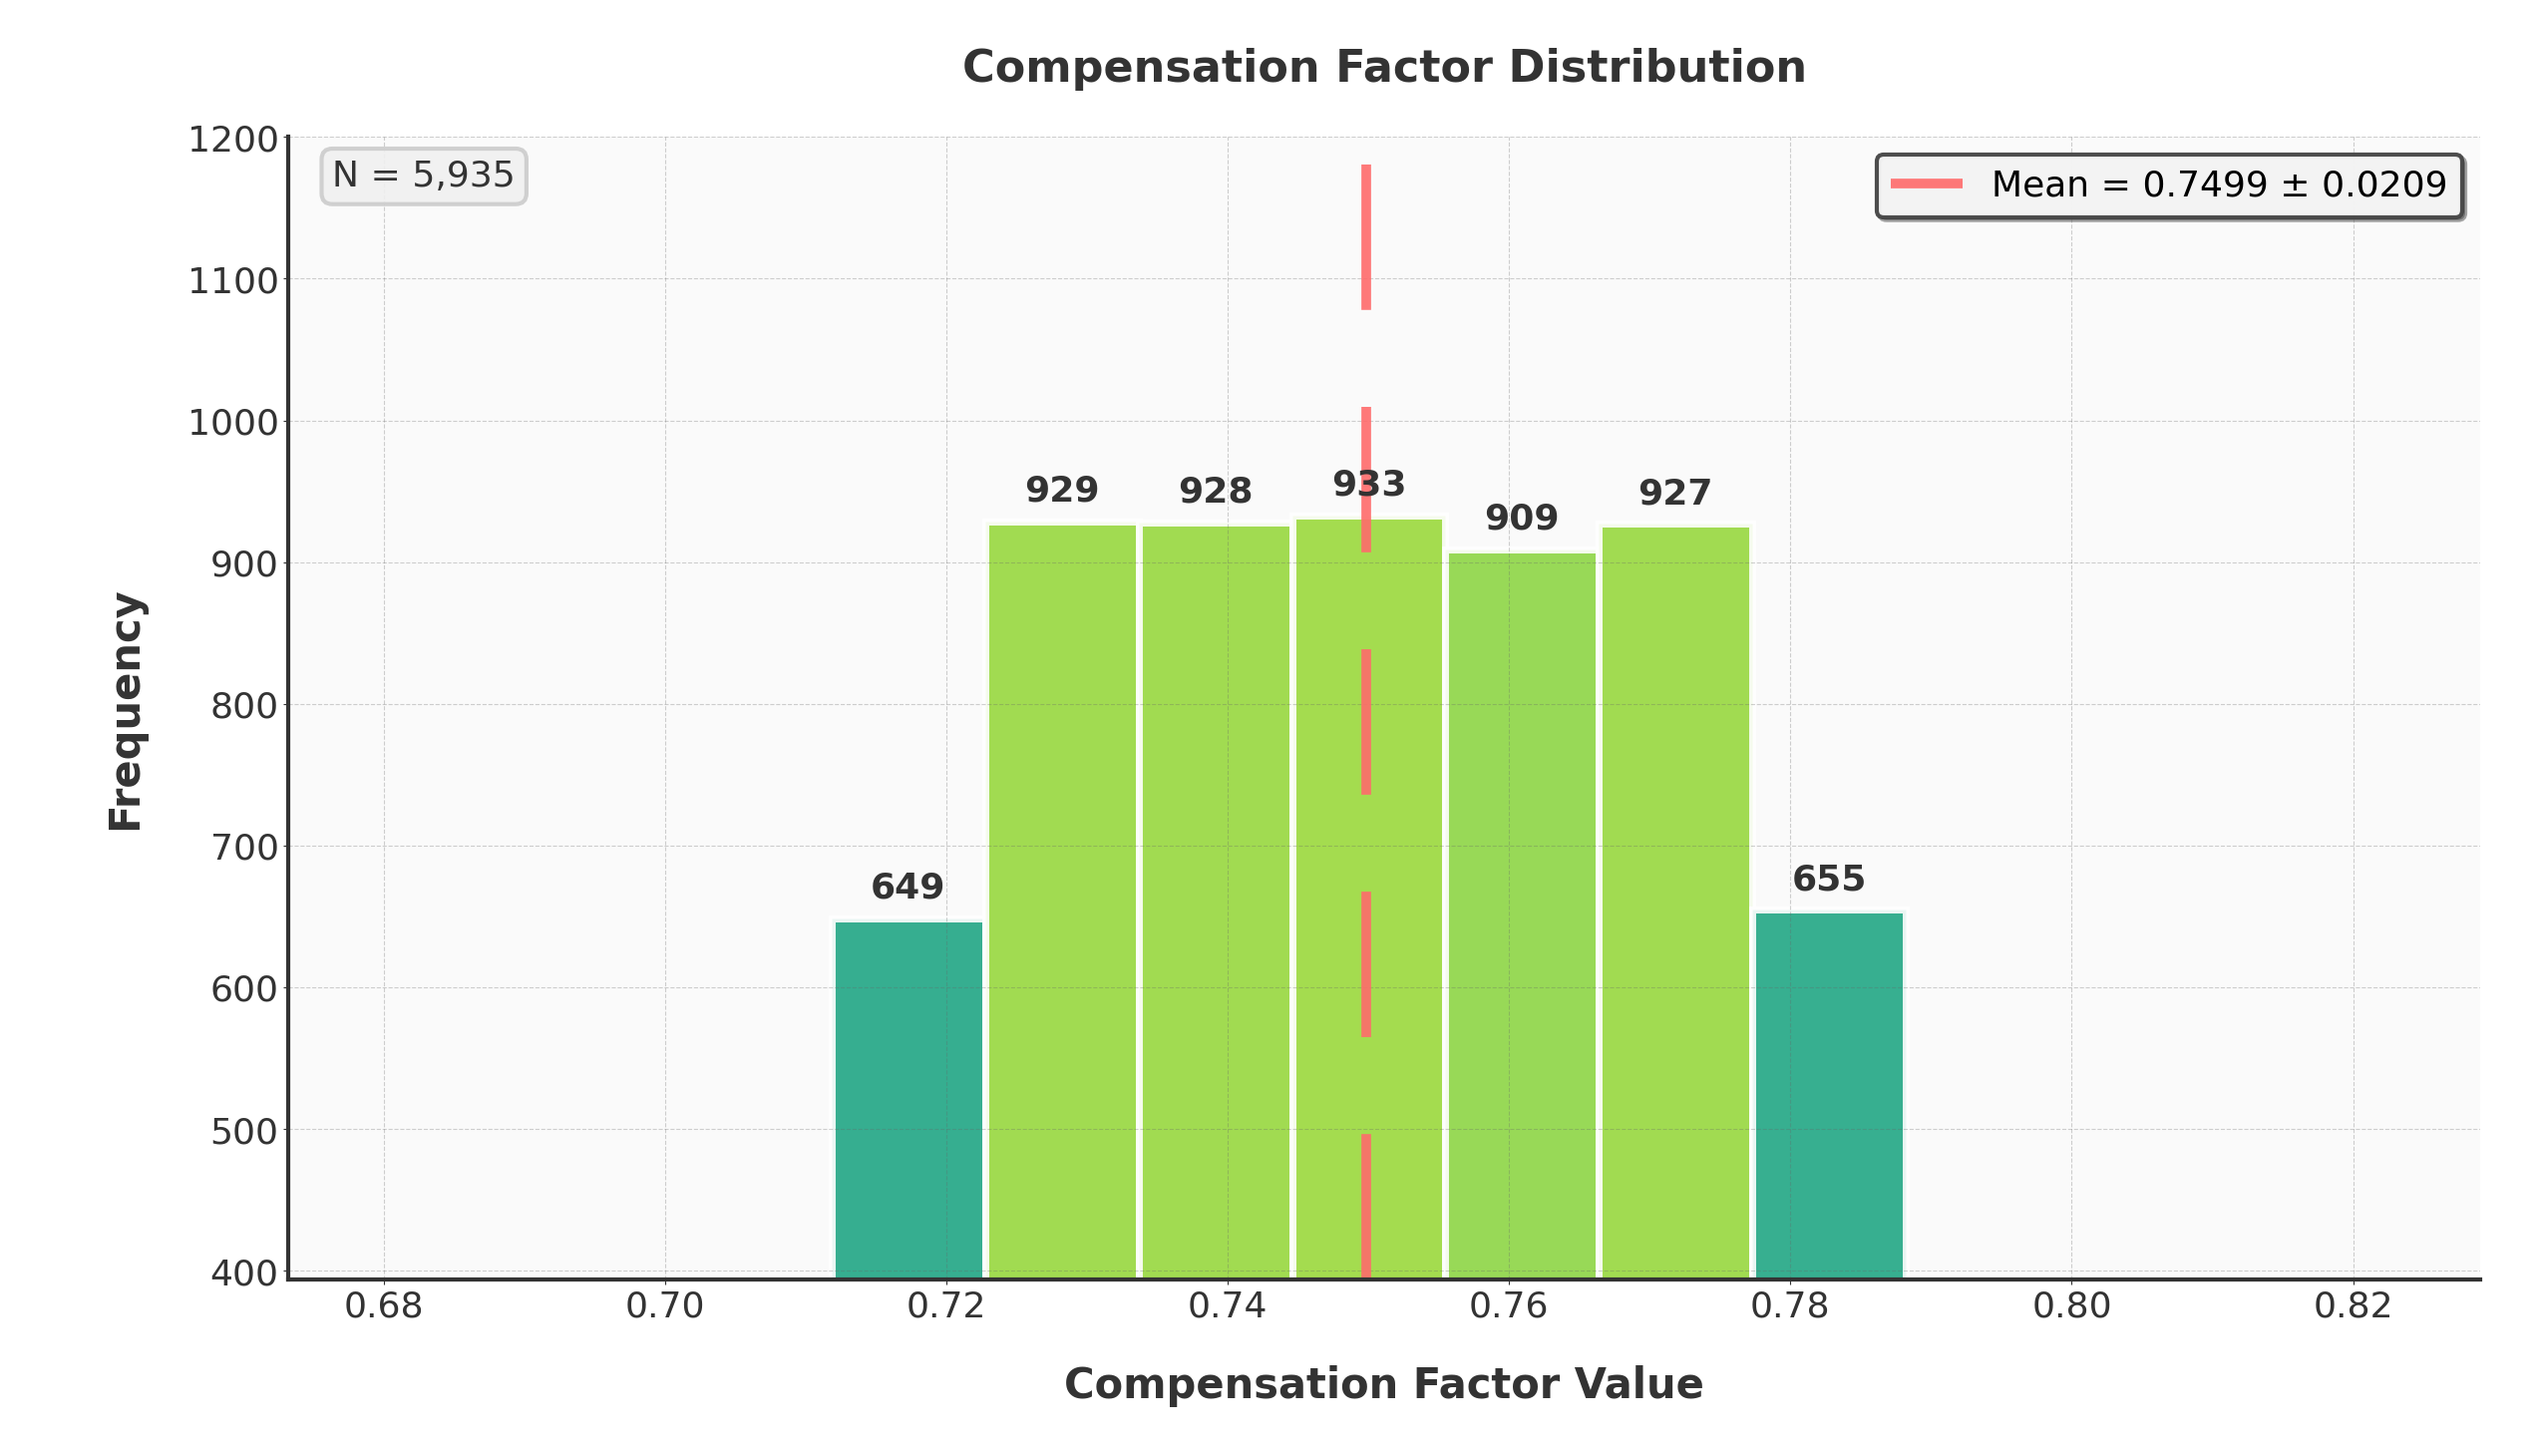 Compensation Factor Distribution
N = 5,935
Mean = 0.7499 ± 0.0209
Frequency
1200
1100
1000
900
800
700
600
500
400
649
929
928
933
909
927
655
0.68 0.70 0.72 0.74 0.76 0.78 0.80 0.82
Compensation Factor Value